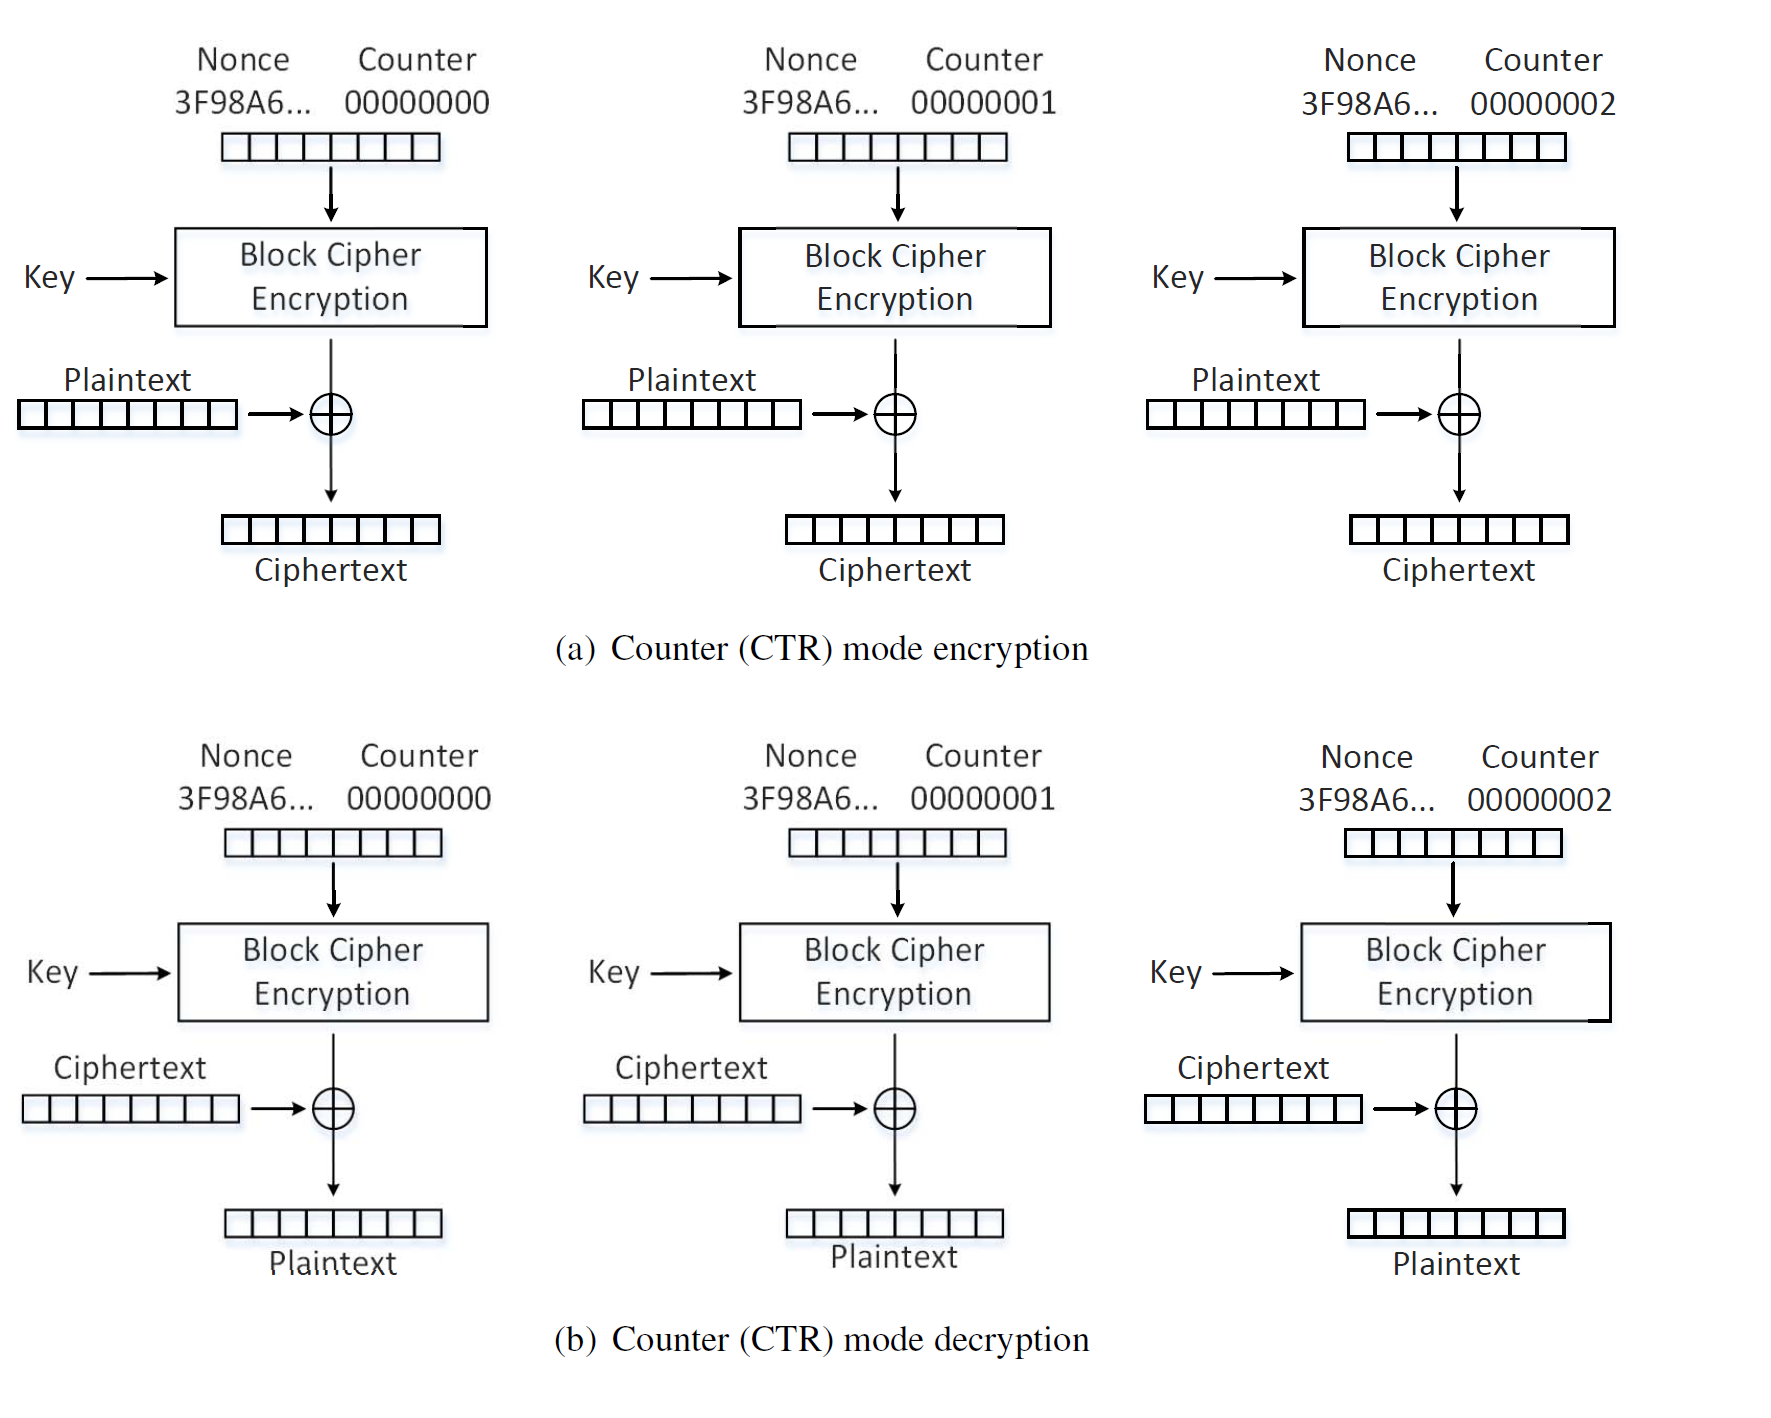 Nonce Counter
3F98A6... 00000000
Nonce Counter
3F98A6... 00000001
Nonce Counter
3F98A6... 00000002
Key
Block Cipher
Encryption
Key
Block Cipher
Encryption
Key
Block Cipher
Encryption
Plaintext
Plaintext
Plaintext
Ciphertext
Ciphertext
Ciphertext
(a) Counter (CTR) mode encryption
Nonce Counter
3F98A6... 00000000
Nonce Counter
3F98A6... 00000001
Nonce Counter
3F98A6... 00000002
Key
Block Cipher
Encryption
Key
Block Cipher
Encryption
Key
Block Cipher
Encryption
Ciphertext
Ciphertext
Ciphertext
Plaintext
Plaintext
Plaintext
(b) Counter (CTR) mode decryption